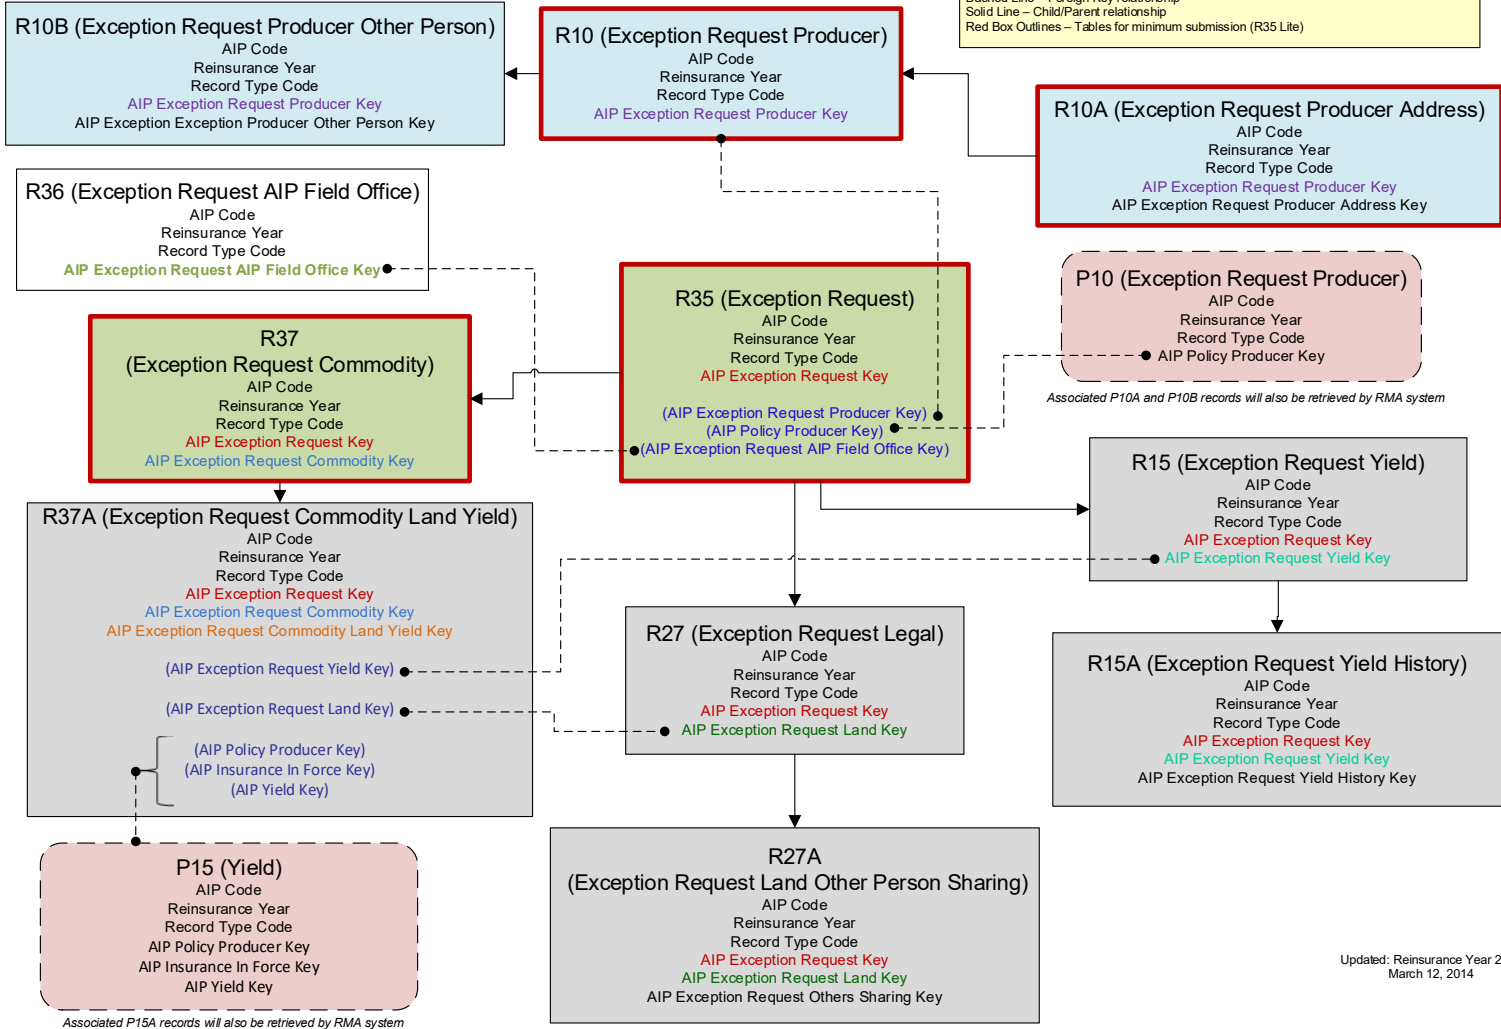 Dashed Line – Foreign Key relationship
Solid Line – Child/Parent relationship
Red Box Outlines – Tables for minimum submission (R35 Lite)
R10B (Exception Request Producer Other Person)
AIP Code
Reinsurance Year
Record Type Code
AIP Exception Request Producer Key
AIP Exception Exception Producer Other Person Key
R10 (Exception Request Producer)
AIP Code
Reinsurance Year
Record Type Code
AIP Exception Request Producer Key
R10A (Exception Request Producer Address)
AIP Code
Reinsurance Year
Record Type Code
AIP Exception Request Producer Key
AIP Exception Request Producer Address Key
R36 (Exception Request AIP Field Office)
AIP Code
Reinsurance Year
Record Type Code
AIP Exception Request AIP Field Office Key
R35 (Exception Request)
AIP Code
Reinsurance Year
Record Type Code
AIP Exception Request Key
(AIP Exception Request Producer Key)
(AIP Policy Producer Key)
(AIP Exception Request AIP Field Office Key)
P10 (Exception Request Producer)
AIP Code
Reinsurance Year
Record Type Code
AIP Policy Producer Key
Associated P10A and P10B records will also be retrieved by RMA system
R37
(Exception Request Commodity)
AIP Code
Reinsurance Year
Record Type Code
AIP Exception Request Key
AIP Exception Request Commodity Key
R15 (Exception Request Yield)
AIP Code
Reinsurance Year
Record Type Code
AIP Exception Request Key
AIP Exception Request Yield Key
R37A (Exception Request Commodity Land Yield)
AIP Code
Reinsurance Year
Record Type Code
AIP Exception Request Key
AIP Exception Request Commodity Key
AIP Exception Request Commodity Land Yield Key
(AIP Exception Request Yield Key)
(AIP Exception Request Land Key)
(AIP Policy Producer Key)
(AIP Insurance In Force Key)
(AIP Yield Key)
R27 (Exception Request Legal)
AIP Code
Reinsurance Year
Record Type Code
AIP Exception Request Key
AIP Exception Request Land Key
R15A (Exception Request Yield History)
AIP Code
Reinsurance Year
Record Type Code
AIP Exception Request Key
AIP Exception Request Yield Key
AIP Exception Request Yield History Key
P15 (Yield)
AIP Code
Reinsurance Year
Record Type Code
AIP Policy Producer Key
AIP Insurance In Force Key
AIP Yield Key
Associated P15A records will also be retrieved by RMA system
R27A
(Exception Request Land Other Person Sharing)
AIP Code
Reinsurance Year
Record Type Code
AIP Exception Request Key
AIP Exception Request Land Key
AIP Exception Request Others Sharing Key
Updated: Reinsurance Year 2
March 12, 2014